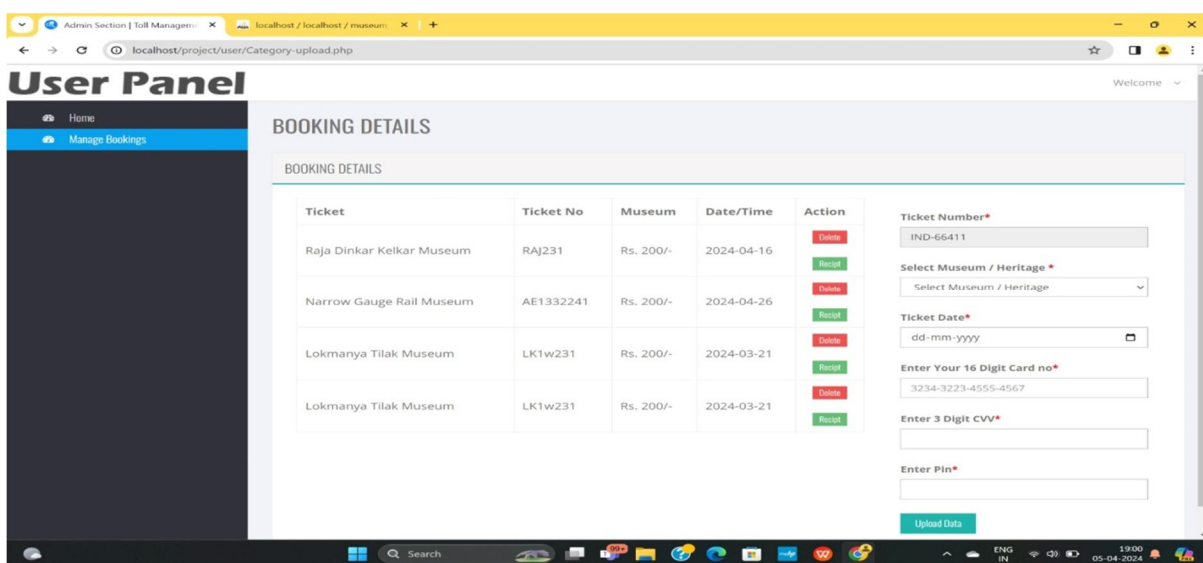 Admin Section | Toll Managem
localhost / localhost / museum_
localhost/project/user/Category-upload.php
User Panel
Welcome
Home
Manage Bookings
BOOKING DETAILS
BOOKING DETAILS
Ticket Ticket No Museum Date/Time Action
Raja Dinkar Kelkar Museum RAJ231 Rs. 200/- 2024-04-16 Delete
Recipt
Narrow Gauge Rail Museum AE1332241 Rs. 200/- 2024-04-26 Delete
Recipt
Lokmanya Tilak Museum LK1w231 Rs. 200/- 2024-03-21 Delete
Recipt
Lokmanya Tilak Museum LK1w231 Rs. 200/- 2024-03-21 Delete
Recipt
Ticket Number*
IND-66411
Select Museum / Heritage *
Select Museum / Heritage
Ticket Date*
dd-mm-yyyy
Enter Your 16 Digit Card no*
3234-3223-4555-4567
Enter 3 Digit CVV*
Enter Pin*
Upload Data
Search
99+
ENG
IN
19:00
05-04-2024